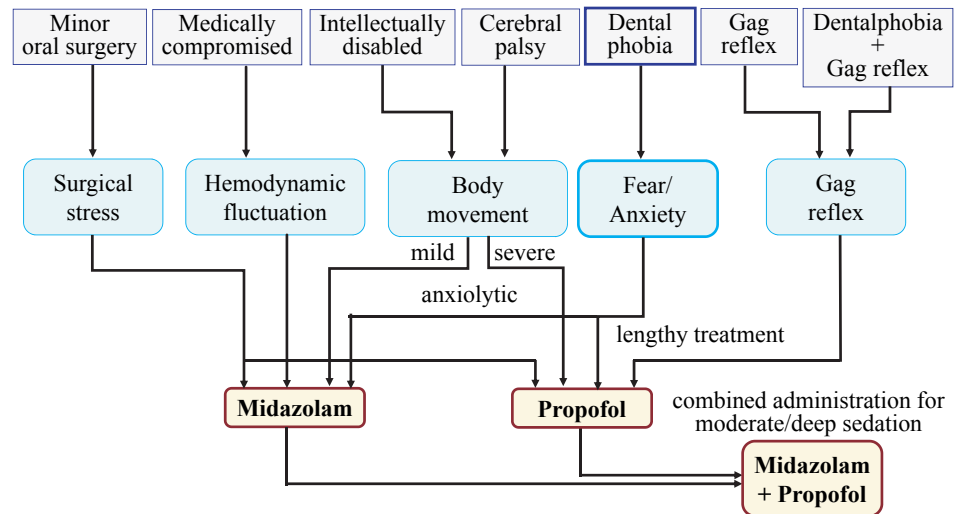 Minor
oral surgery
Medically
compromised
Intellectually
disabled
Cerebral
palsy
Dental
phobia
Gag
reflex
Dentalphobia
+
Gag reflex
Surgical
stress
Hemodynamic
fluctuation
Body
movement
Fear/
Anxiety
Gag
reflex
mild
severe
anxiolytic
lengthy treatment
Midazolam
Propofol
combined administration for
moderate/deep sedation
Midazolam
+ Propofol